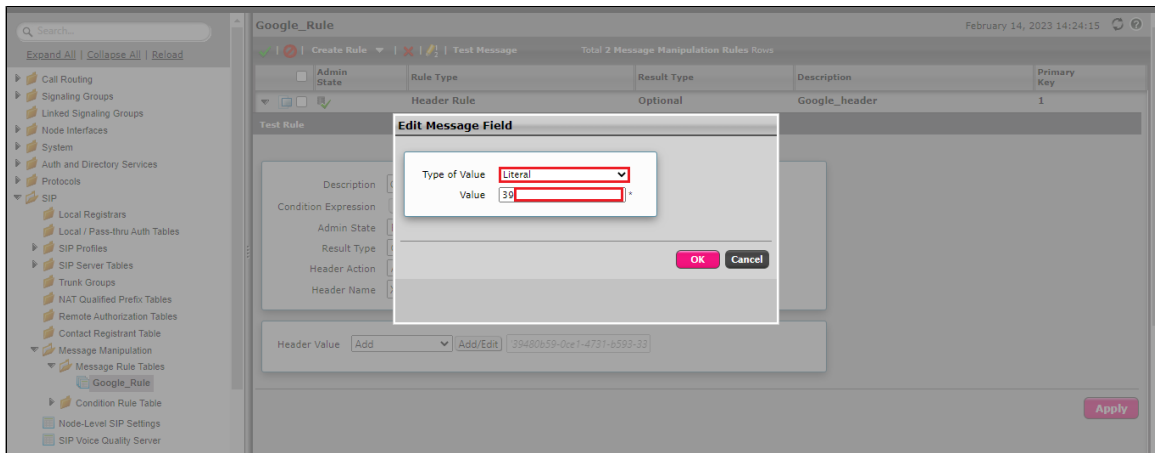 Search...
Expand All | Collapse All | Reload
Call Routing
Signaling Groups
Linked Signaling Groups
Node Interfaces
System
Auth and Directory Services
Protocols
SIP
Local Registrars
Local / Pass-thru Auth Tables
SIP Profiles
SIP Server Tables
Trunk Groups
NAT Qualified Prefix Tables
Remote Authorization Tables
Contact Registrant Table
Message Manipulation
Message Rule Tables
Google_Rule
Condition Rule Table
Node-Level SIP Settings
SIP Voice Quality Server
Google_Rule
February 14, 2023 14:24:15
Create Rule | Test Message Total 2 Message Manipulation Rules Rows
Admin State Rule Type Result Type Description Primary Key
Header Rule Optional Google_header 1
Test Rule
Description
Condition Expression
Admin State
Result Type
Header Action
Header Name
Edit Message Field
Type of Value Literal
Value 39 *
OK Cancel
Header Value Add Add/Edit 39480b59-0ce1-4731-b593-33
Apply